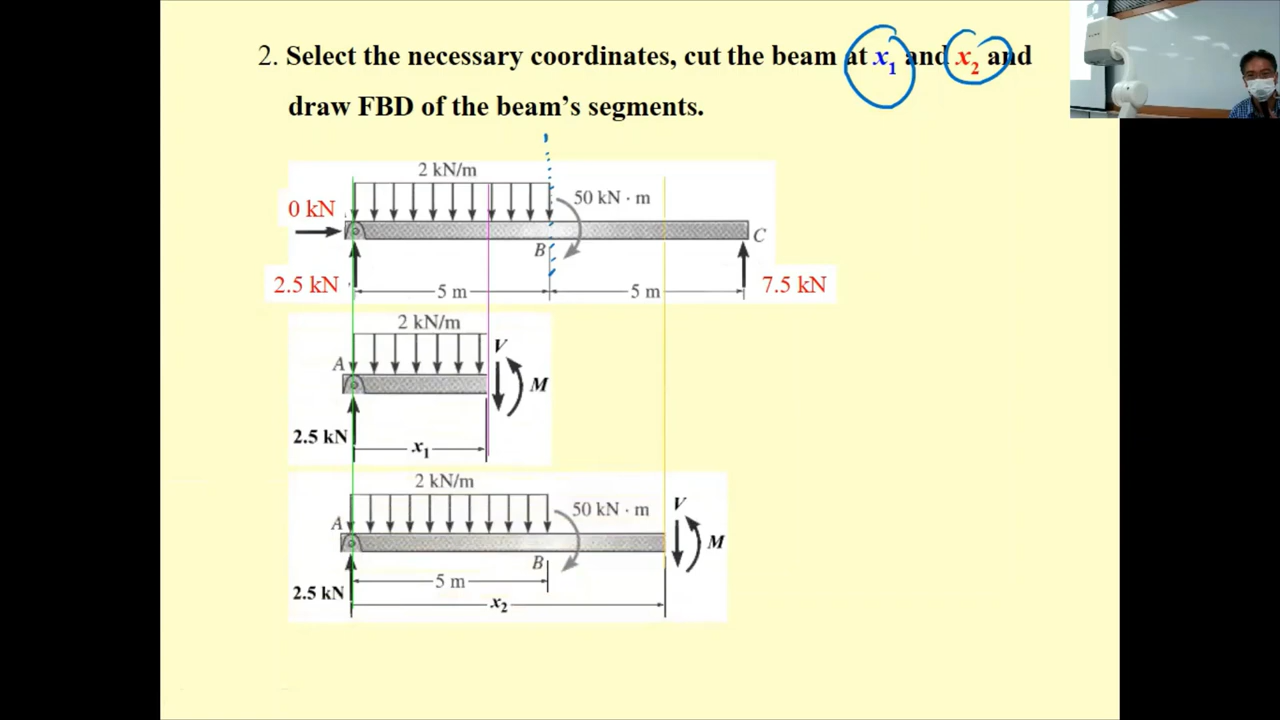 2. Select the necessary coordinates, cut the beam at x₁ and x₂ and
draw FBD of the beam's segments.
2 kN/m
50 kN · m
0 kN
B
C
2.5 kN
5 m
5 m
7.5 kN
2 kN/m
V
A
M
2.5 kN
x₁
2 kN/m
V
50 kN · m
A
M
B
5 m
2.5 kN
x₂